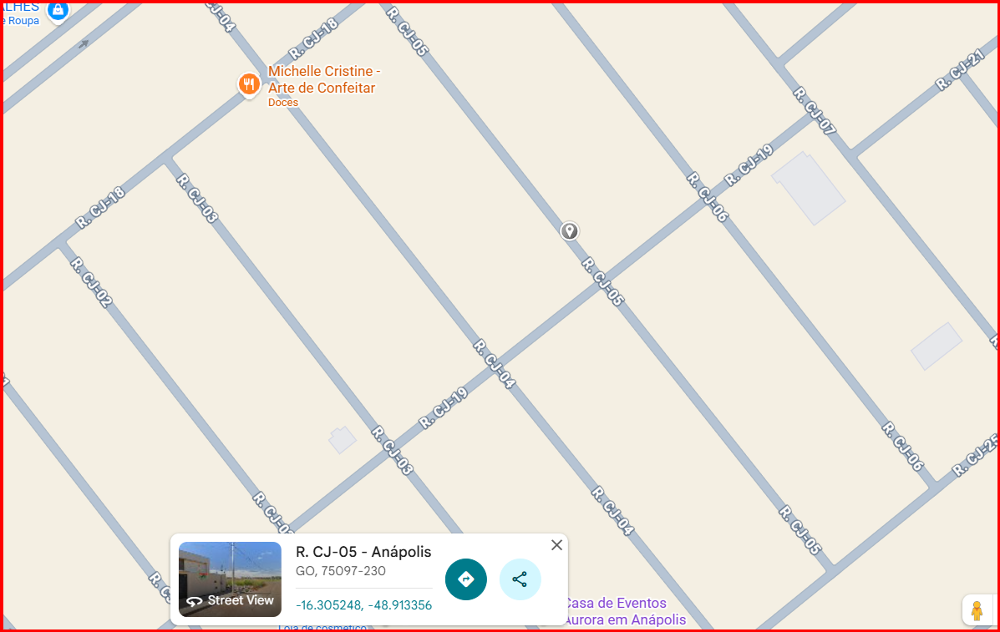 ALHES
e Roupa
CJ-04
R. CJ-18
R. CJ-05
Michelle Cristine -
Arte de Confeitar
Doces
R. CJ-21
R. CJ-07
R. CJ-19
R. CJ-18
R. CJ-03
R. CJ-06
R. CJ-02
R. CJ-05
R. CJ-04
R. CJ-19
R. CJ-03
R. CJ-06
R. CJ-25
R. CJ-04
R. CJ-05
R. CJ-0
R. C
R. CJ-05 - Anápolis
GO, 75097-230
-16.305248, -48.913356
Street View
Casa de Eventos
Aurora em Anápolis
Loja de cosmético